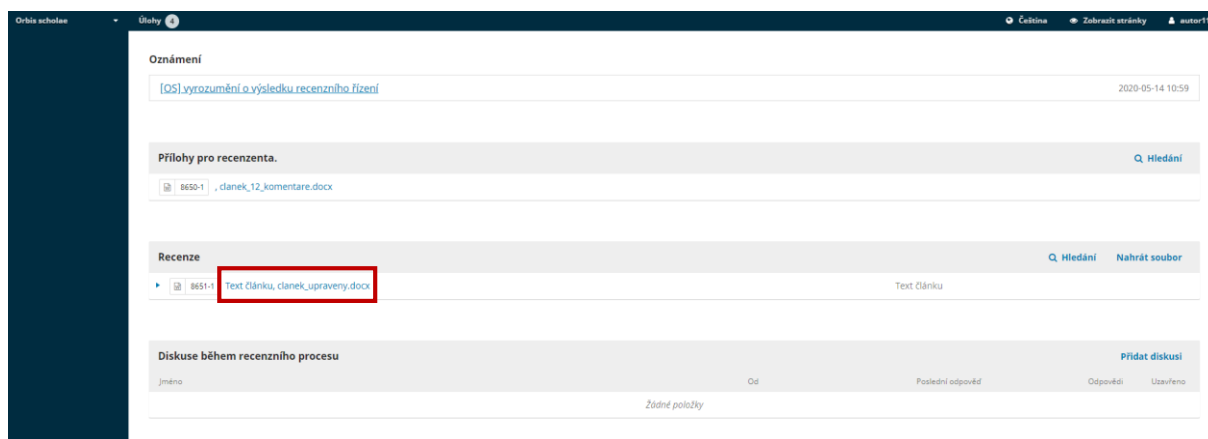 Orbis scholae Úlohy 4 Čeština Zobrazit stránky autor11
Oznámení
[OS] vyrozumění o výsledku recenzního řízení 2020-05-14 10:59
Přílohy pro recenzenta. Hledání
8650-1 , clanek_12_komentare.docx
Recenze Hledání Nahrát soubor
8651-1 Text článku, clanek_upraveny.docx Text článku
Diskuse během recenzního procesu Přidat diskusi
Jméno Od Poslední odpověď Odpovědi Uzavřeno
Žádné položky